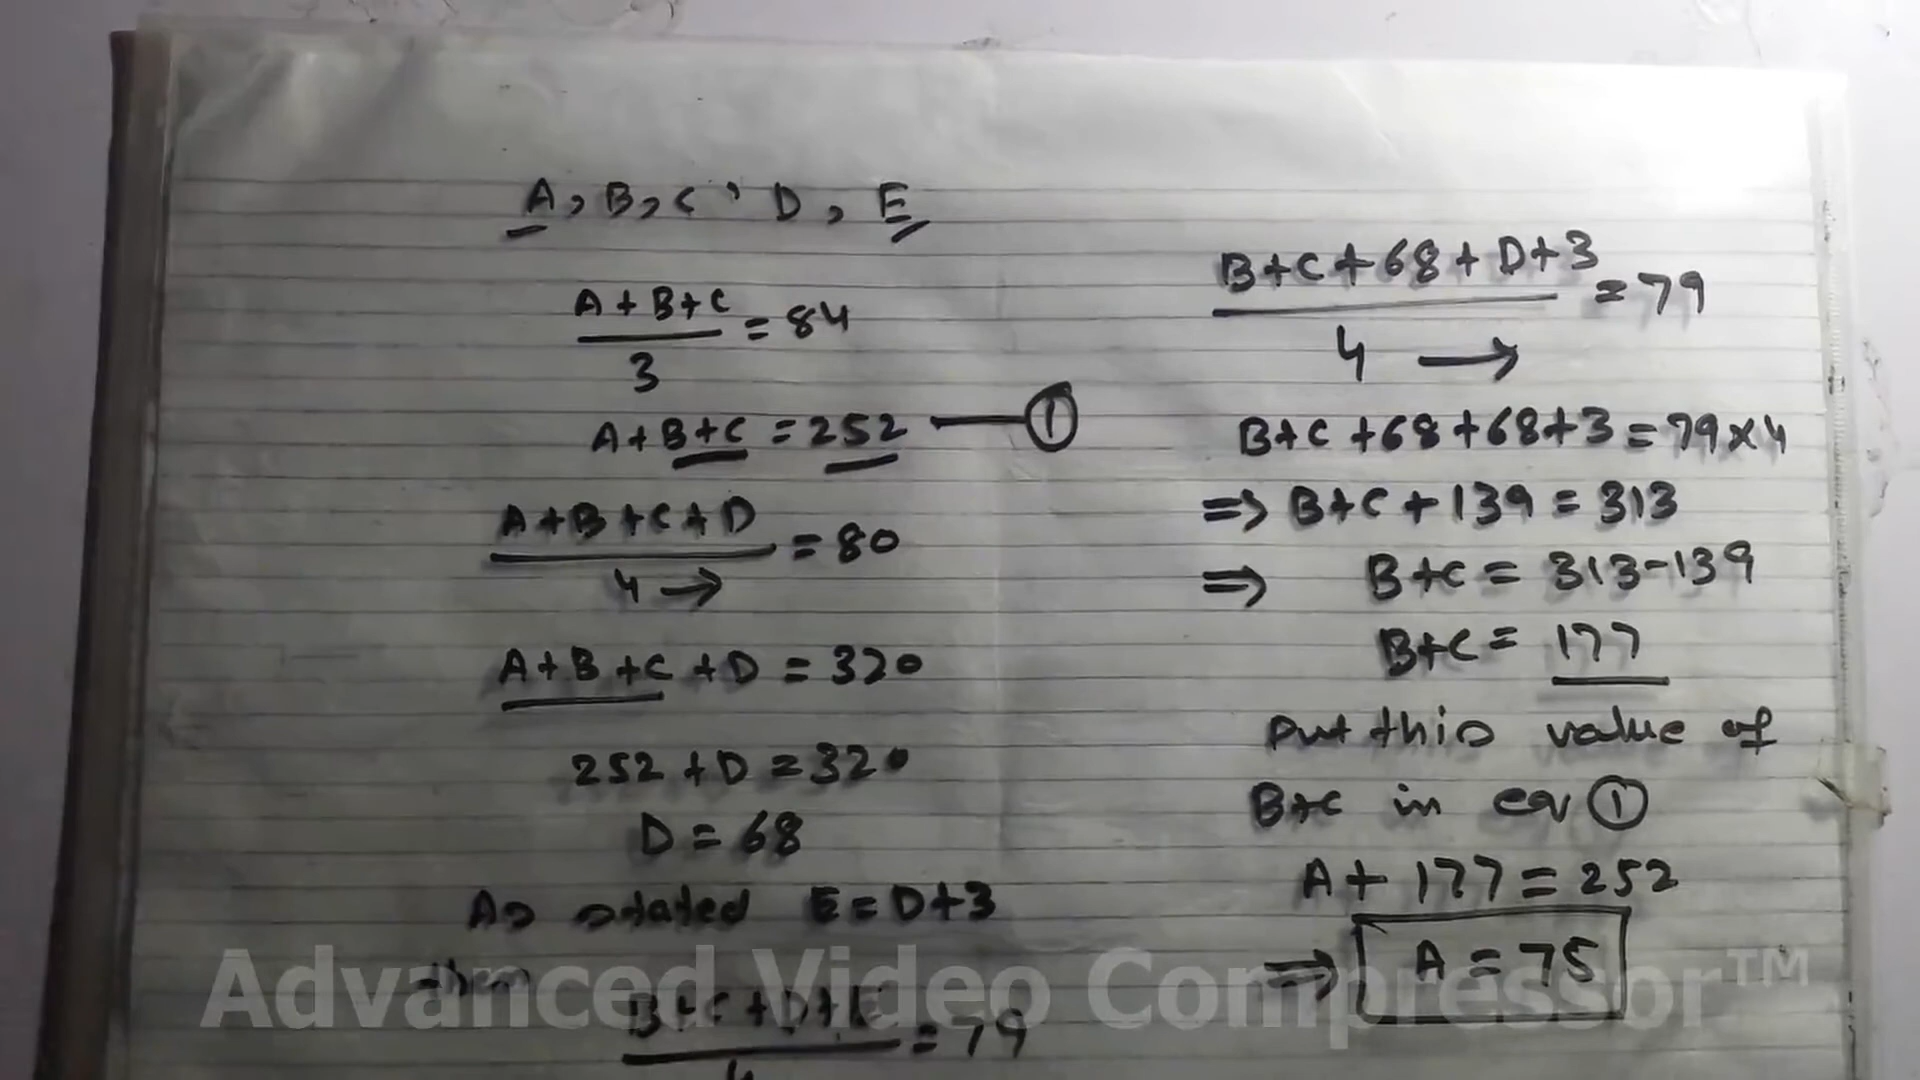 A, B, C, D, E
A+B+C
3
= 84
A+B+C = 252 — ①
A+B+C+D
4 →
= 80
A+B+C+D = 320
252+D=320
D = 68
As stated E=D+3
then
B+C+D+E
4
= 79
B+C+68+D+3
4 →
= 79
B+C+68+68+3=79×4
⇒ B+C+139=313
⇒ B+C = 313-139
B+C = 177
put this value of
B+C in eq ①
A+177=252
⇒ A = 75
Advanced Video Compressor™